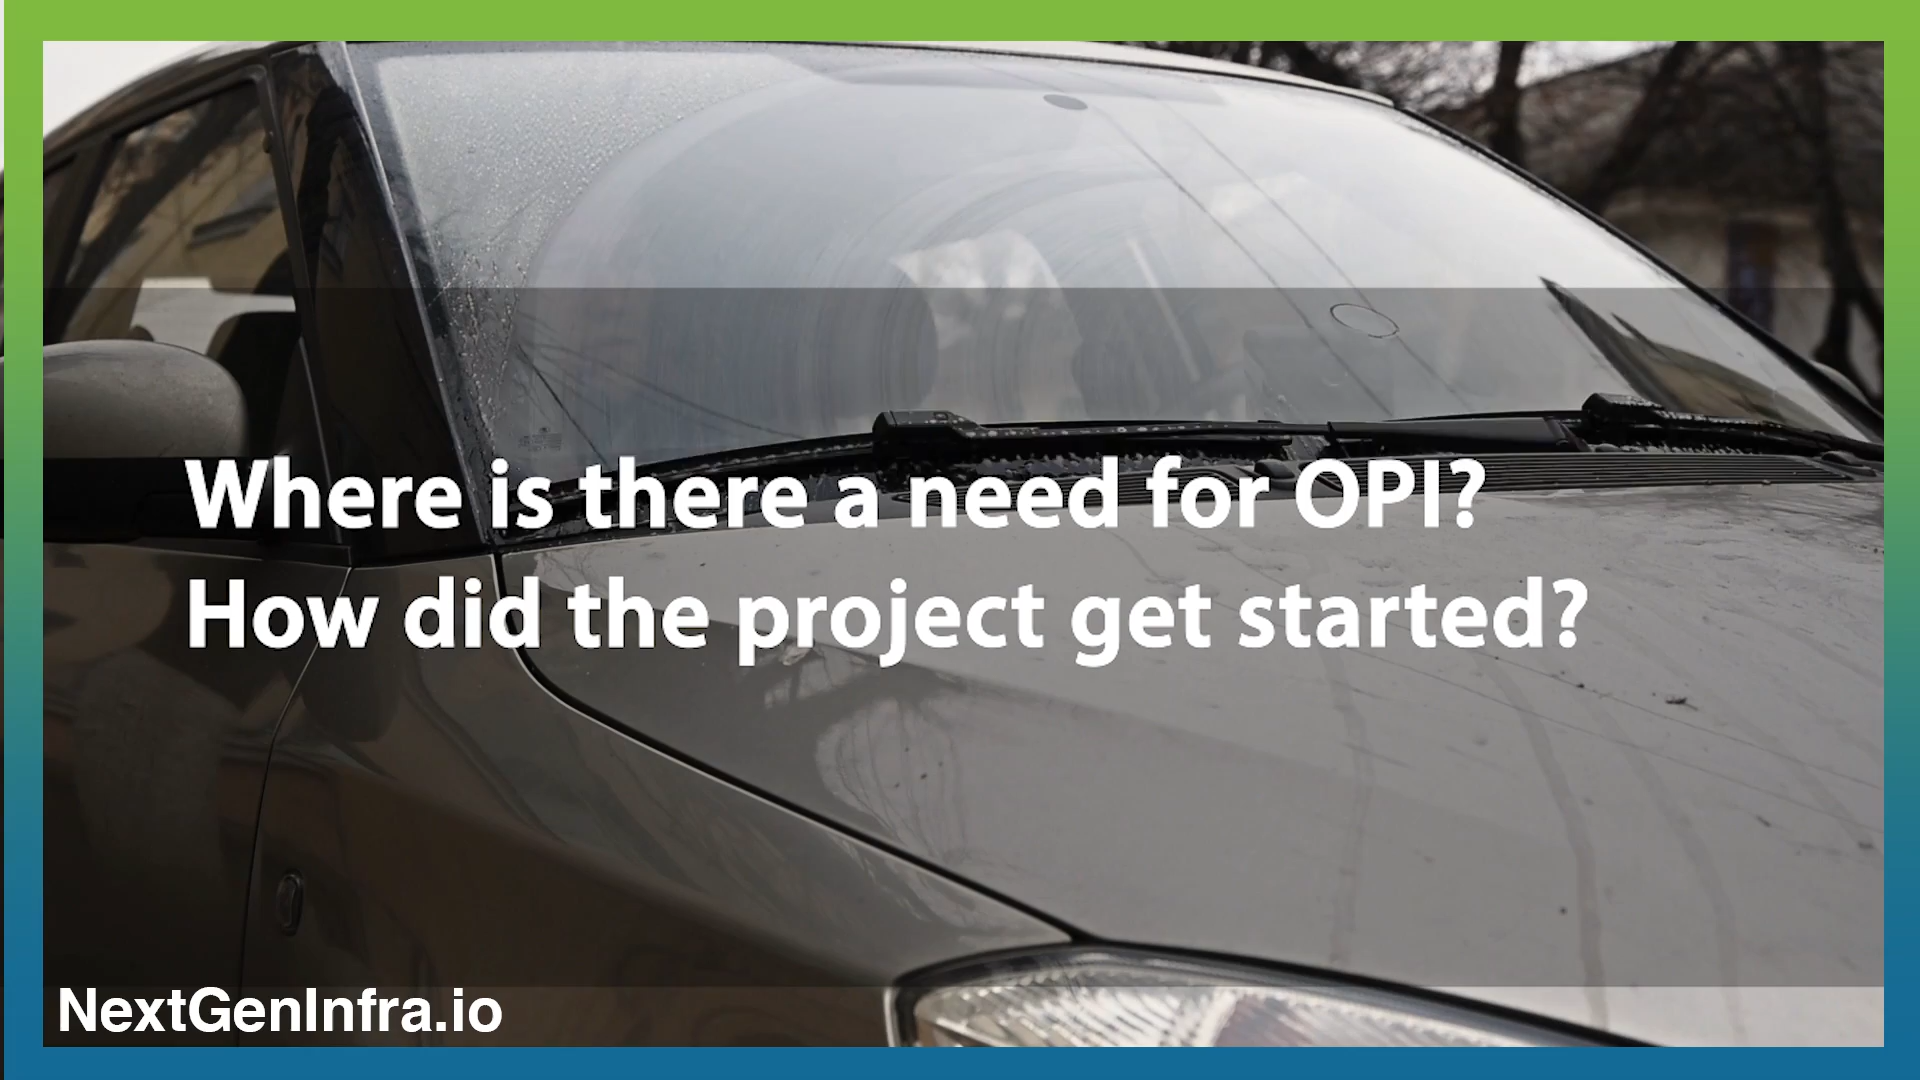 Where is there a need for OPI?
How did the project get started?
NextGenInfra.io